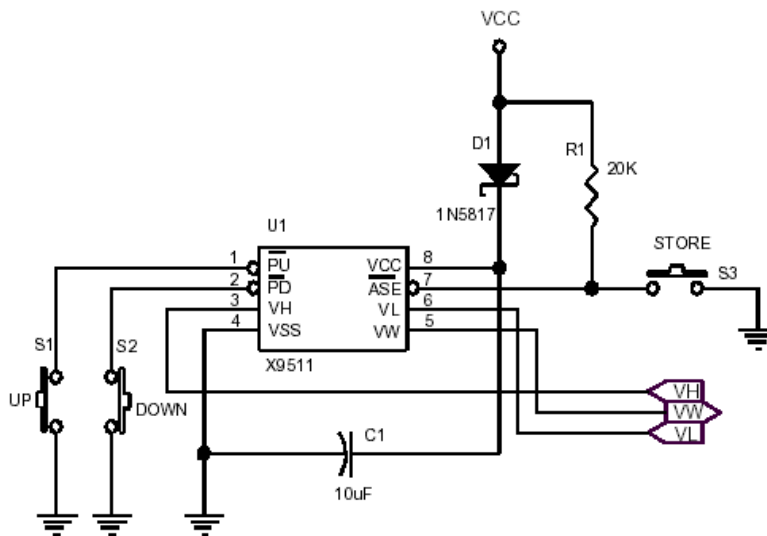 VCC
D1
R1
20K
1N5817
U1
STORE
1 PU VCC 8
2 PD ASE 7
S3
3 VH VL 6
4 VSS VW 5
S1 S2
X9511
UP DOWN
VH
VW
C1
VL
10uF